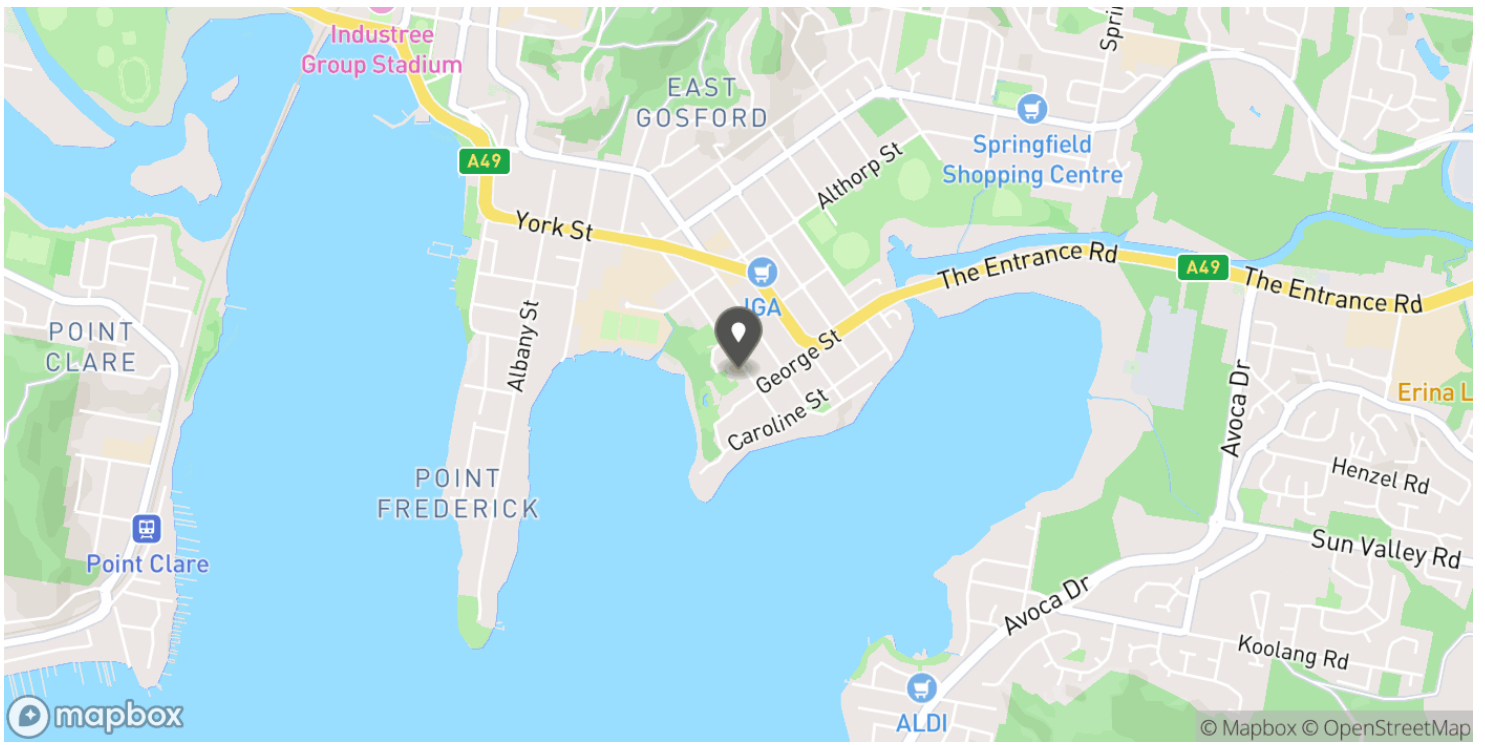 Industree
Group Stadium
EAST
GOSFORD
Spri
Springfield
Shopping Centre
A49
Althorp St
York St
The Entrance Rd
A49
The Entrance Rd
IGA
POINT
CLARE
Albany St
George St
Caroline St
Avoca Dr
Erina L
POINT
FREDERICK
Henzel Rd
Point Clare
Sun Valley Rd
Avoca Dr
Koolang Rd
ALDI
mapbox
© Mapbox © OpenStreetMap